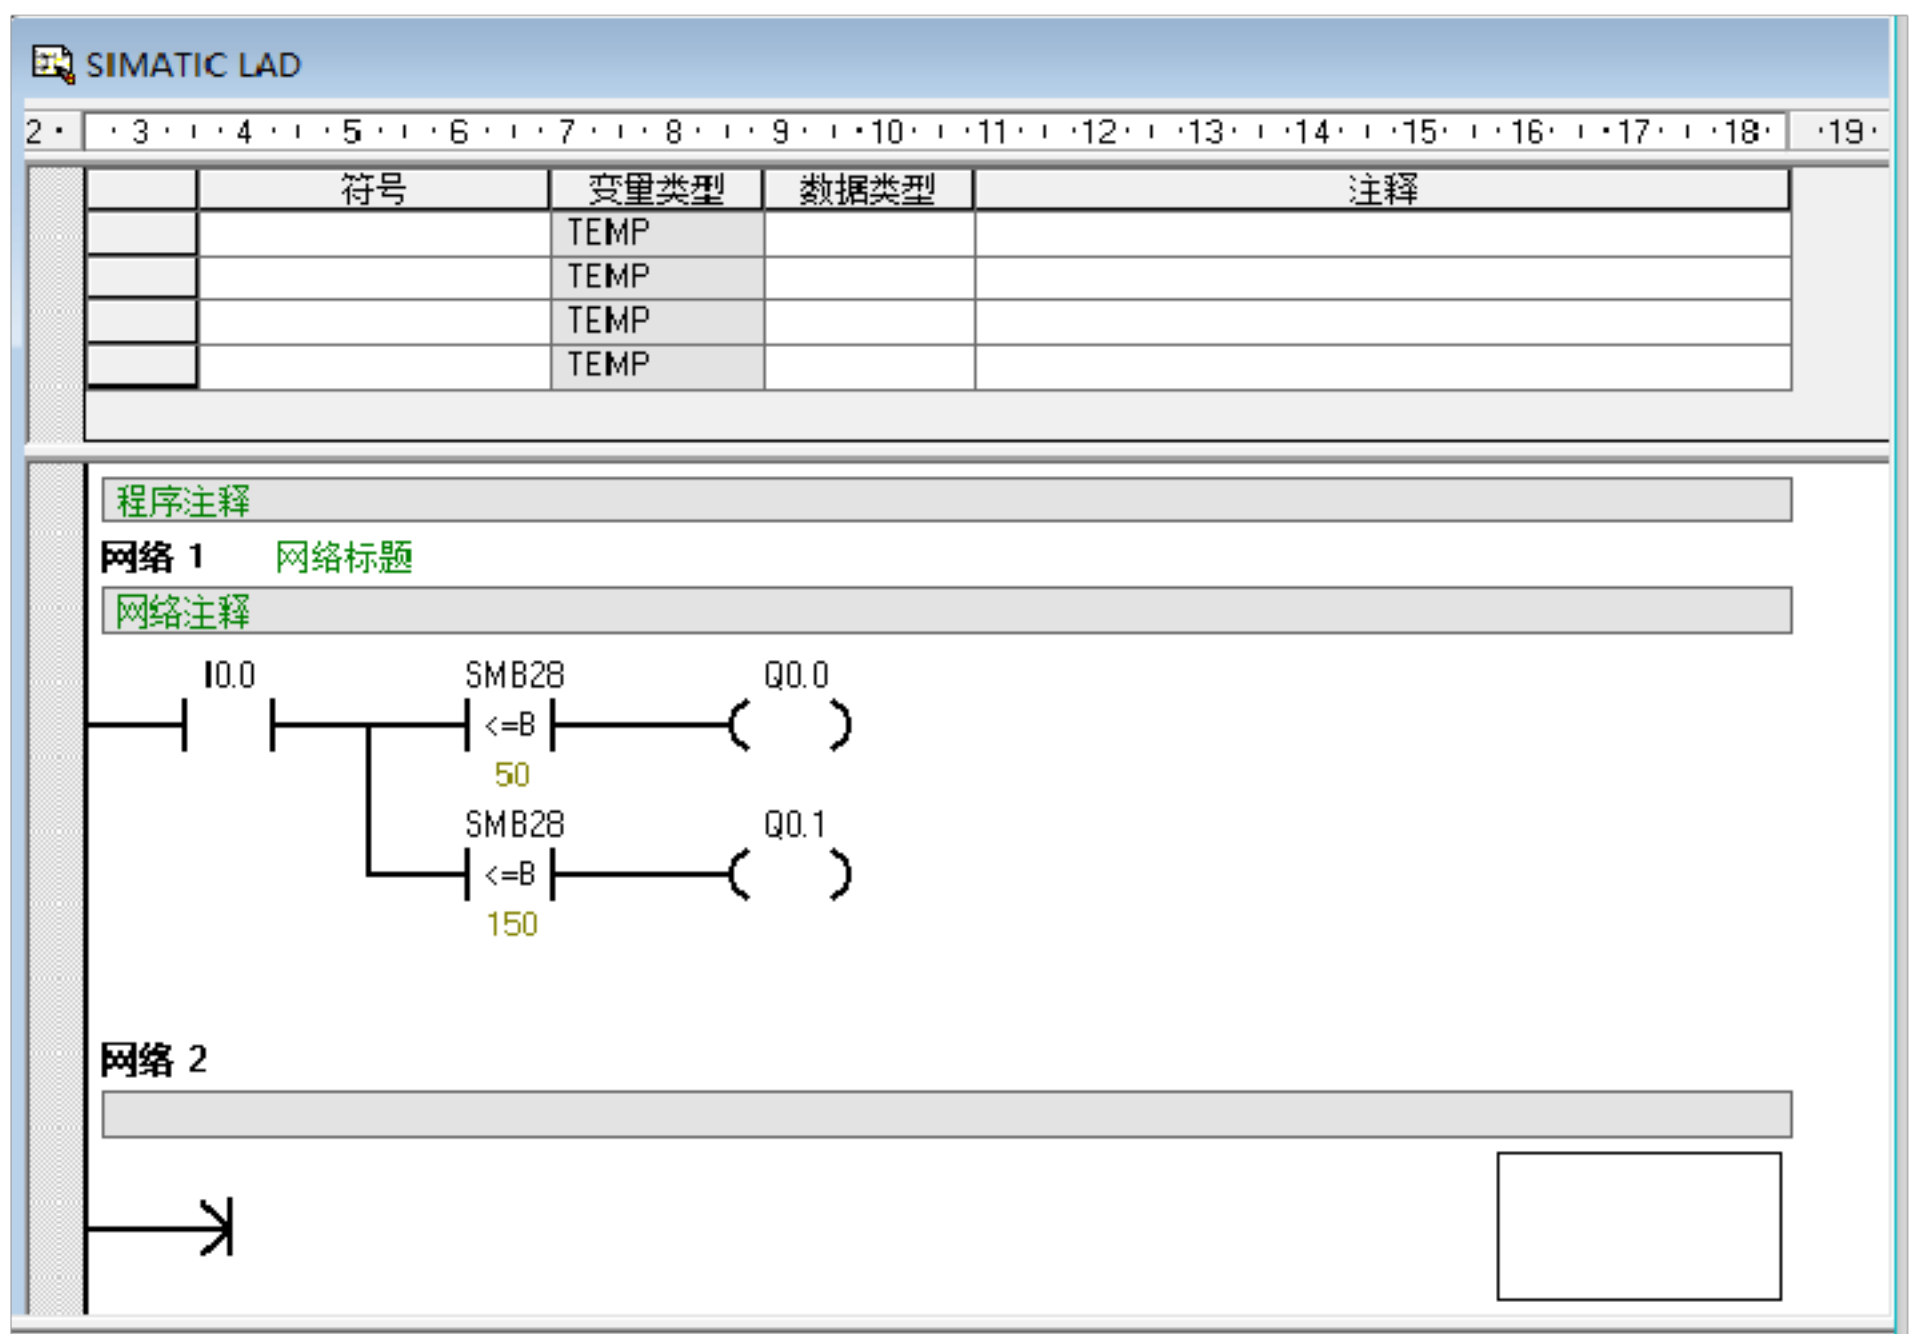 SIMATIC LAD
2 · · 3 · ı · 4 · ı · 5 · ı · 6 · ı · 7 · ı · 8 · ı · 9 · ı · 10 · ı · 11 · ı · 12 · ı · 13 · ı · 14 · ı · 15 · ı · 16 · ı · 17 · ı · 18 · · 19 ·
符号 变量类型 数据类型 注释
TEMP
TEMP
TEMP
TEMP
程序注释
网络 1 网络标题
网络注释
I0.0 SMB28 Q0.0
<=B
50
SMB28 Q0.1
<=B
150
网络 2